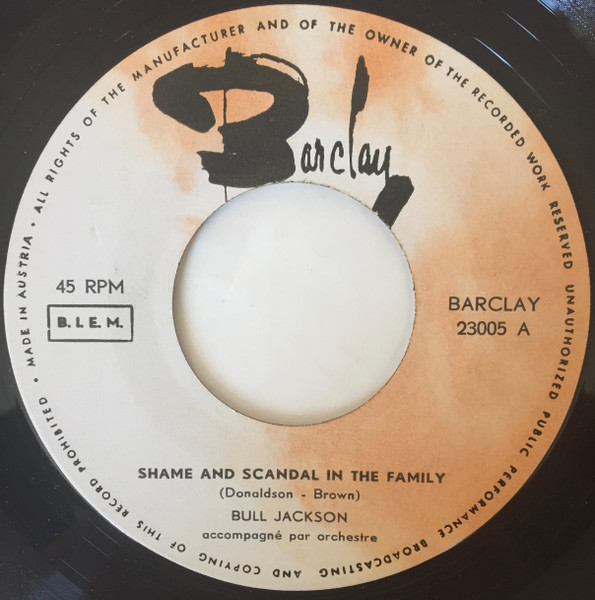 MADE IN AUSTRIA • ALL RIGHTS OF THE MANUFACTURER AND OF THE OWNER OF THE RECORDED WORK RESERVED UNAUTHORIZED PUBLIC PERFORMANCE BROADCASTING AND COPYING OF THIS RECORD PROHIBITED •
Barclay
45 RPM
B. I. E. M.
BARCLAY
23005 A
SHAME AND SCANDAL IN THE FAMILY
(Donaldson - Brown)
BULL JACKSON
accompagné par orchestre